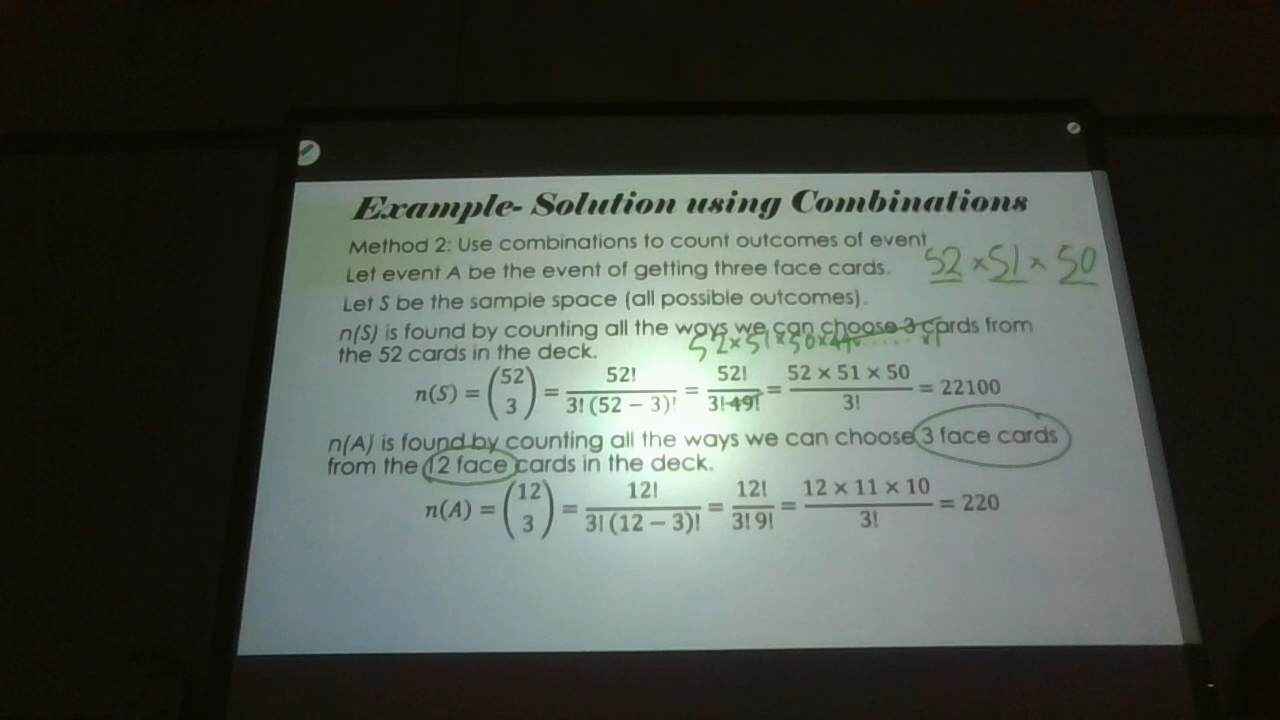 Example- Solution using Combinations
Method 2: Use combinations to count outcomes of event
Let event A be the event of getting three face cards.
52 × 51 × 50
Let S be the sample space (all possible outcomes).
n(S) is found by counting all the ways we can choose 3 cards from
the 52 cards in the deck.
52×51×50×
n(S) = (52 3) = 52! / 3! (52 − 3)! = 52! / 3! 49! = 52 × 51 × 50 / 3! = 22100
n(A) is found by counting all the ways we can choose 3 face cards
from the 12 face cards in the deck.
n(A) = (12 3) = 12! / 3! (12 − 3)! = 12! / 3! 9! = 12 × 11 × 10 / 3! = 220